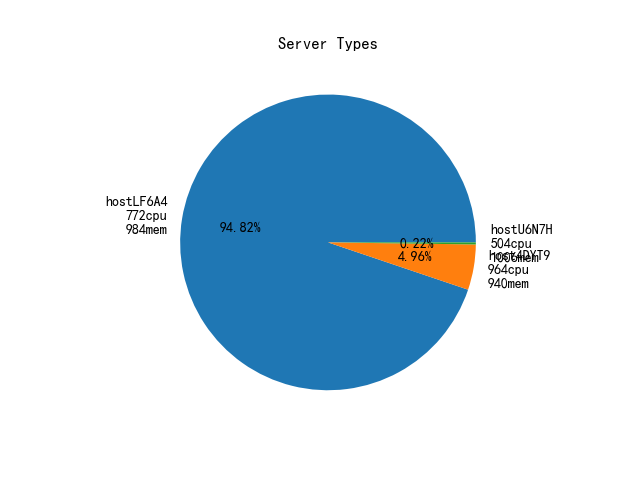 Server Types
hostLF6A4
772cpu
984mem
94.82%
hostU6N7H
504cpu
0.22%
4.96%
964cpu
940mem